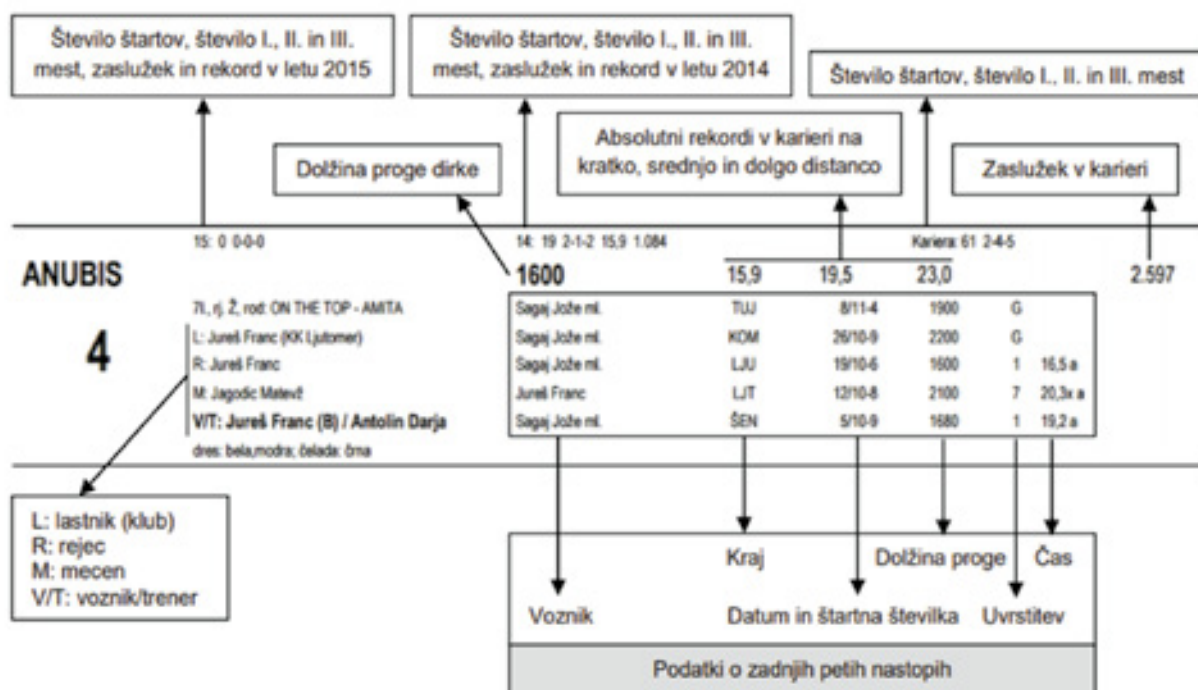 Število štartov, število I., II. in III.
mest, zaslužek in rekord v letu 2015
Število štartov, število I., II. in III.
mest, zaslužek in rekord v letu 2014
Število štartov, število I., II. in III. mest
Dolžina proge dirke
Absolutni rekordi v karieri na
kratko, srednjo in dolgo distanco
Zaslužek v karieri
15: 0 0-0-0 14: 19 2-1-2 15,9 1.084 Kariera: 61 2-4-5
ANUBIS 1600 15,9 19,5 23,0 2.597
4
7l., rj. Ž, rod: ON THE TOP - AMITA
L: Jureš Franc (KK Ljutomer)
R: Jureš Franc
M: Jagodic Matevž
V/T: Jureš Franc (B) / Antolin Darja
dres: bela,modra; čelada: črna
Sagaj Jože ml. TUJ 8/11-4 1900 G
Sagaj Jože ml. KOM 26/10-9 2200 G
Sagaj Jože ml. LJU 19/10-6 1600 1 16,5 a
Jureš Franc LJT 12/10-8 2100 7 20,3x a
Sagaj Jože ml. ŠEN 5/10-9 1680 1 19,2 a
L: lastnik (klub)
R: rejec
M: mecen
V/T: voznik/trener
Kraj Dolžina proge Čas
Voznik Datum in štartna številka Uvrstitev
Podatki o zadnjih petih nastopih